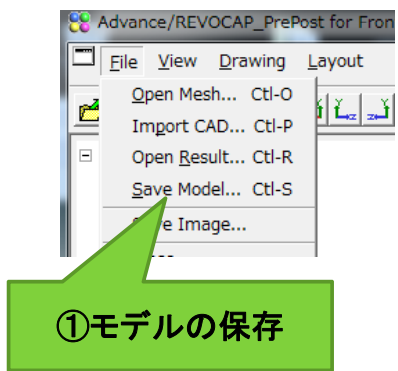 Advance/REVOCAP_PrePost for Fron
File View Drawing Layout
Open Mesh... Ctl-O
Import CAD... Ctl-P
Open Result... Ctl-R
Save Model... Ctl-S
Image...
①モデルの保存